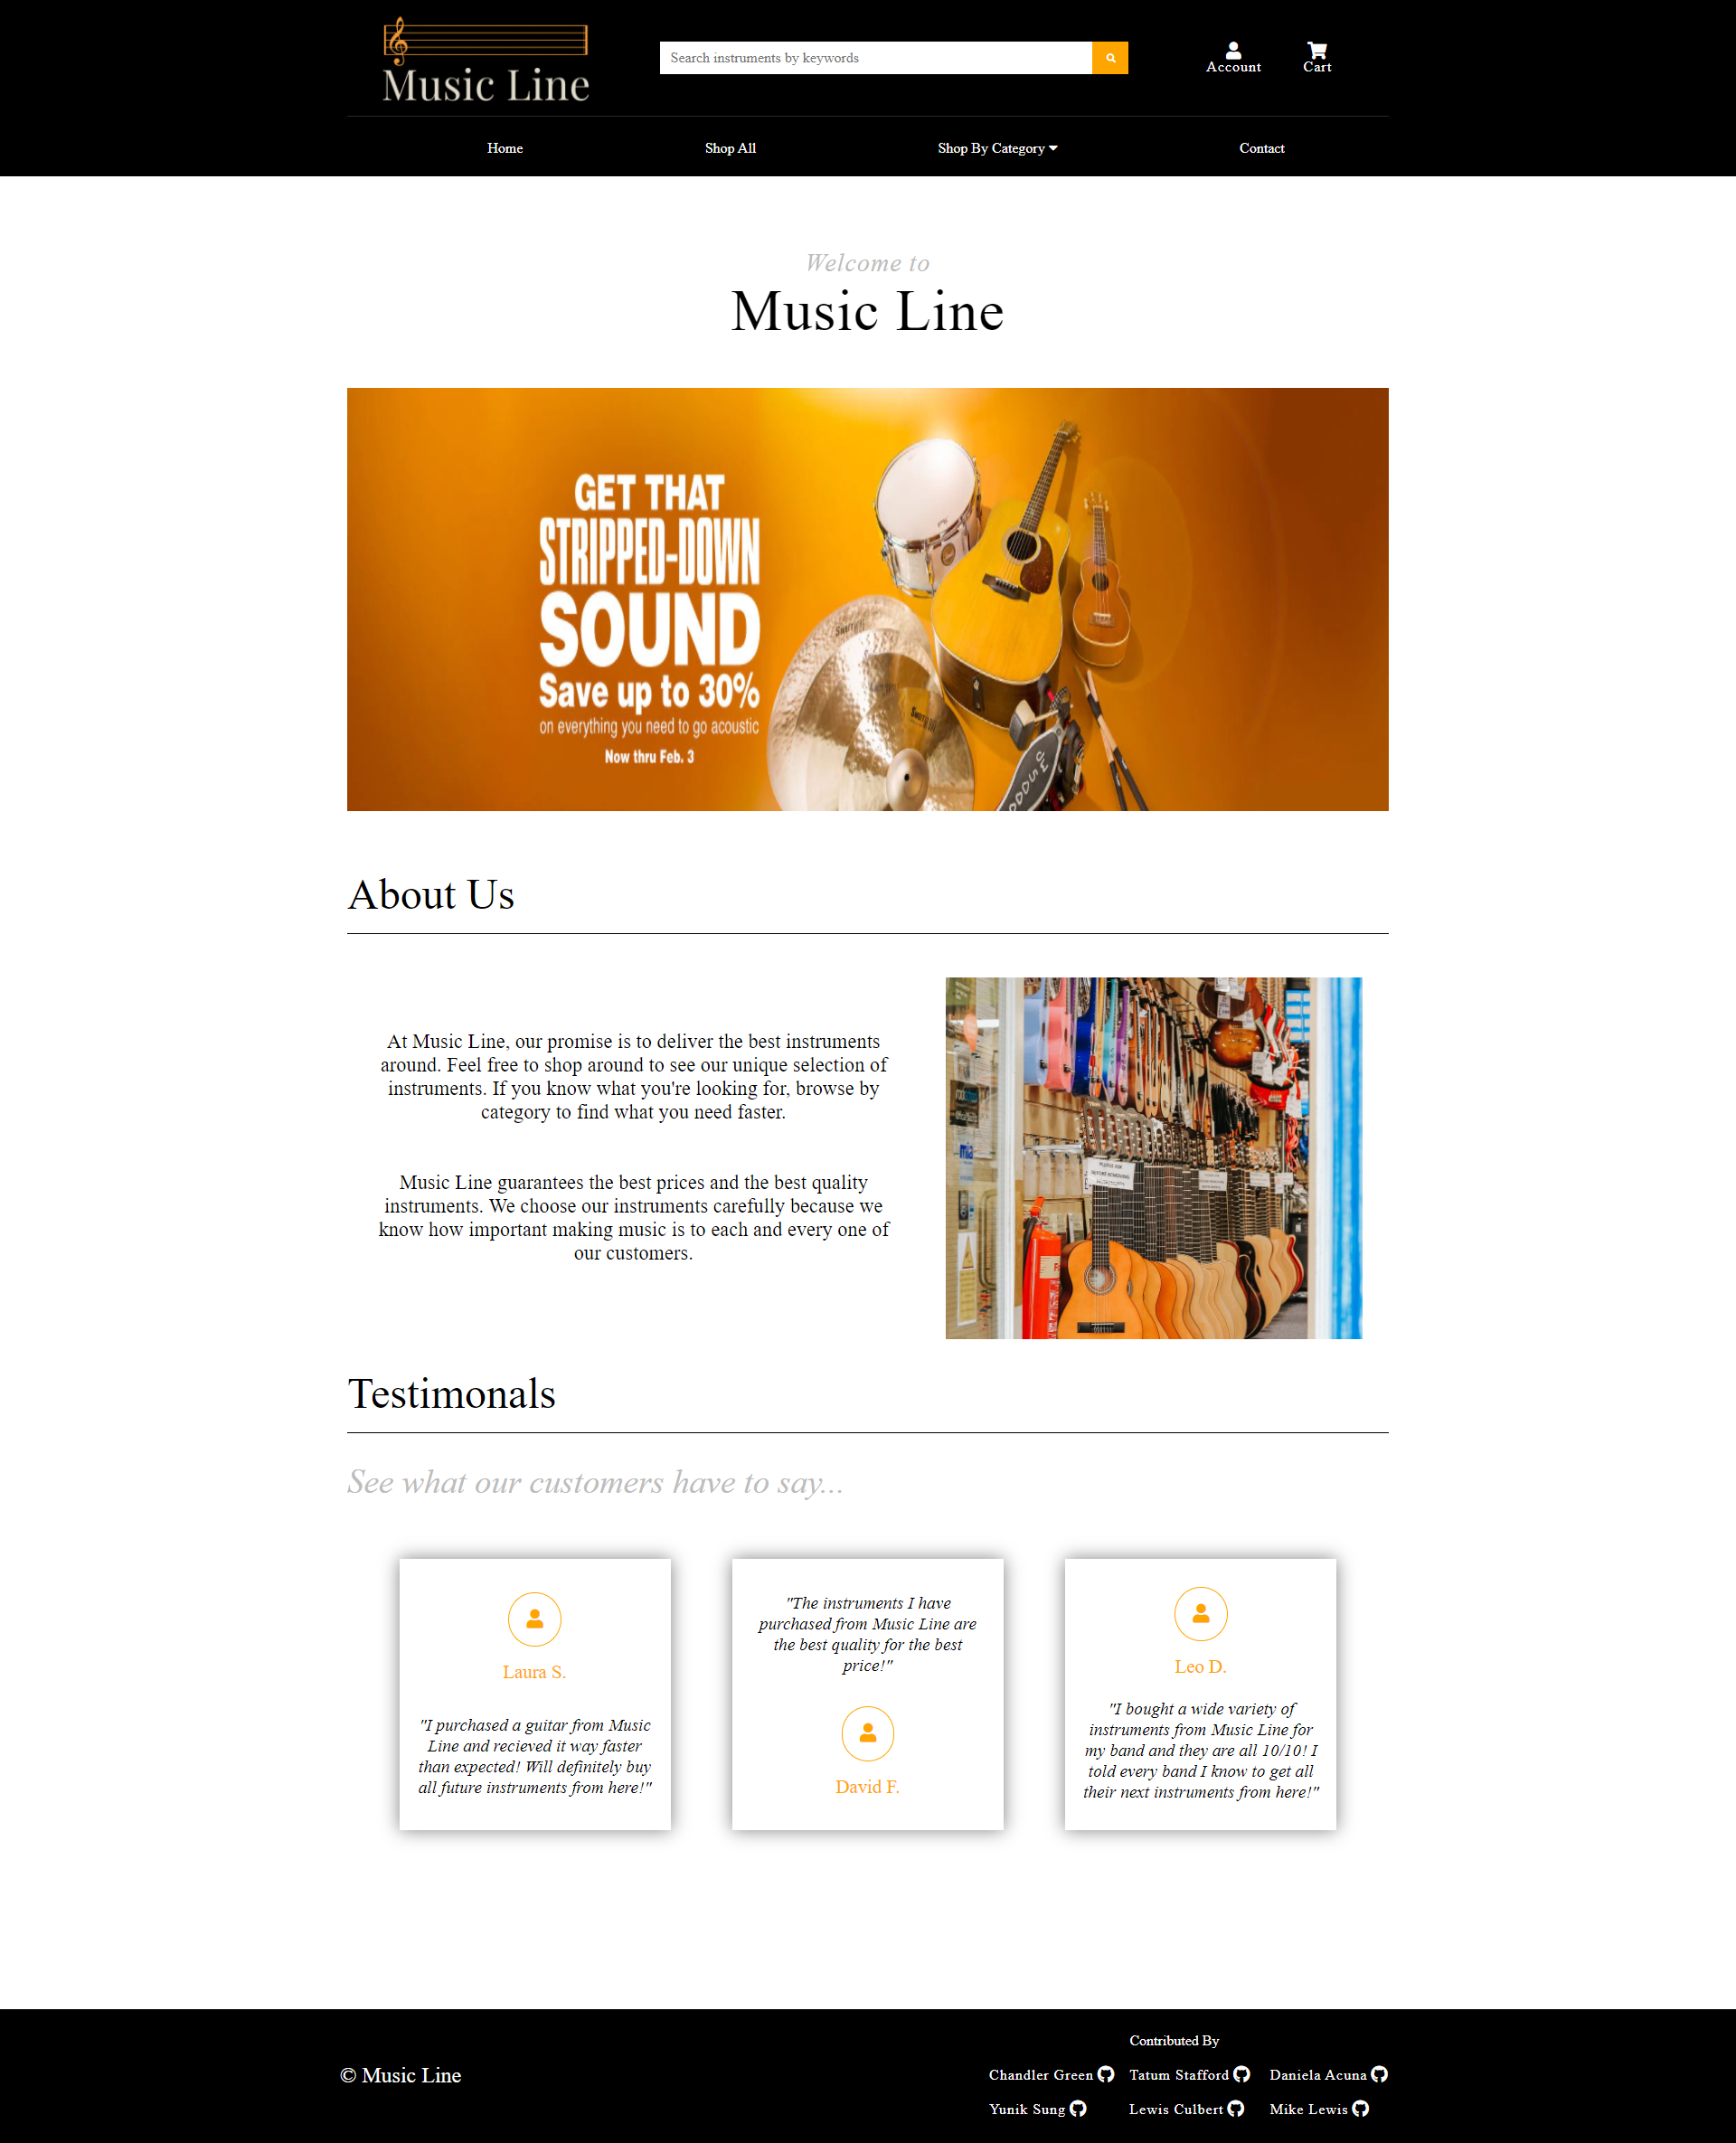 Music Line
Search instruments by keywords
Account
Cart
Home
Shop All
Shop By Category
Contact
Welcome to
Music Line
GET THAT
STRIPPED-DOWN
SOUND
Save up to 30%
on everything you need to go acoustic
Now thru Feb. 3
About Us
At Music Line, our promise is to deliver the best instruments
around. Feel free to shop around to see our unique selection of
instruments. If you know what you're looking for, browse by
category to find what you need faster.
Music Line guarantees the best prices and the best quality
instruments. We choose our instruments carefully because we
know how important making music is to each and every one of
our customers.
Testimonals
See what our customers have to say...
Laura S.
"I purchased a guitar from Music
Line and recieved it way faster
than expected! Will definitely buy
all future instruments from here!"
"The instruments I have
purchased from Music Line are
the best quality for the best
price!"
David F.
Leo D.
"I bought a wide variety of
instruments from Music Line for
my band and they are all 10/10! I
told every band I know to get all
their next instruments from here!"
© Music Line
Contributed By
Chandler Green
Tatum Stafford
Daniela Acuna
Yunik Sung
Lewis Culbert
Mike Lewis